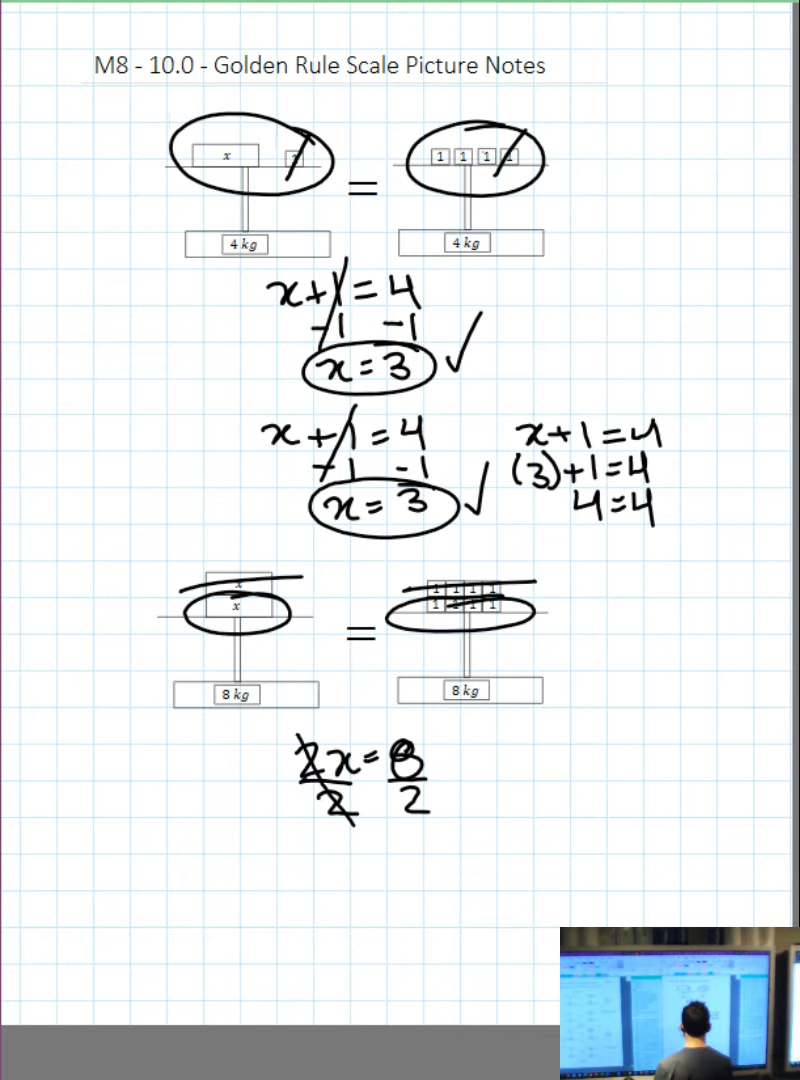 M8 - 10.0 - Golden Rule Scale Picture Notes
x 1 = 1 1 1 1
4 kg 4 kg
x+1=4
-1 -1
x=3 ✓
x+1=4 x+1=4
-1 -1 (3)+1=4
x=3 ✓ 4=4
x 1 1 1 1
x = 1 1 1 1
8 kg 8 kg
2x=8
2 2